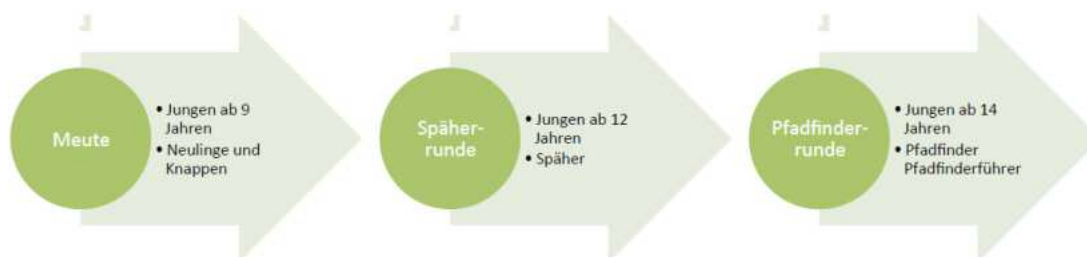 Meute
• Jungen ab 9
Jahren
• Neulinge und
Knappen
Späher-
runde
• Jungen ab 12
Jahren
• Späher
Pfadfinder-
runde
• Jungen ab 14
Jahren
• Pfadfinder
Pfadfinderführer